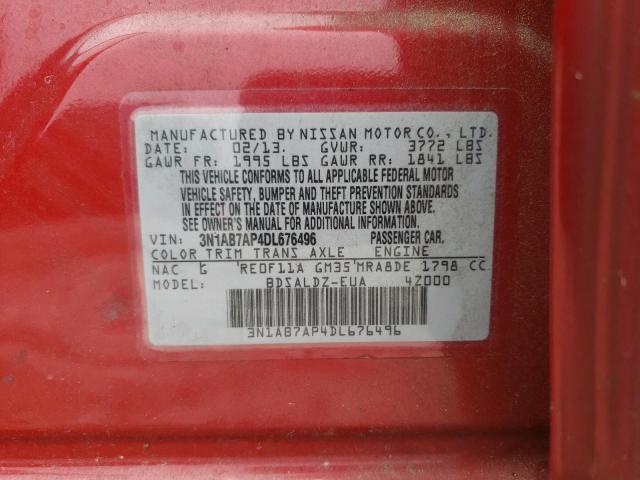 MANUFACTURED BY NISSAN MOTOR CO., LTD.
DATE: 02/13. GVWR: 3772 LBS
GAWR FR: 1995 LBS GAWR RR: 1841 LBS
THIS VEHICLE CONFORMS TO ALL APPLICABLE FEDERAL MOTOR
VEHICLE SAFETY, BUMPER AND THEFT PREVENTION STANDARDS
IN EFFECT ON THE DATE OF MANUFACTURE SHOWN ABOVE.
SEE OWNER'S MANUAL FOR ADDITIONAL INFORMATION.
VIN: 3N1AB7AP4DL676496 PASSENGER CAR.
COLOR TRIM TRANS AXLE ENGINE
NAC G RE0F11A GM35 MRA8DE 1798 CC
BDSALDZ-EUA 4Z000
3N1AB7AP4DL676496